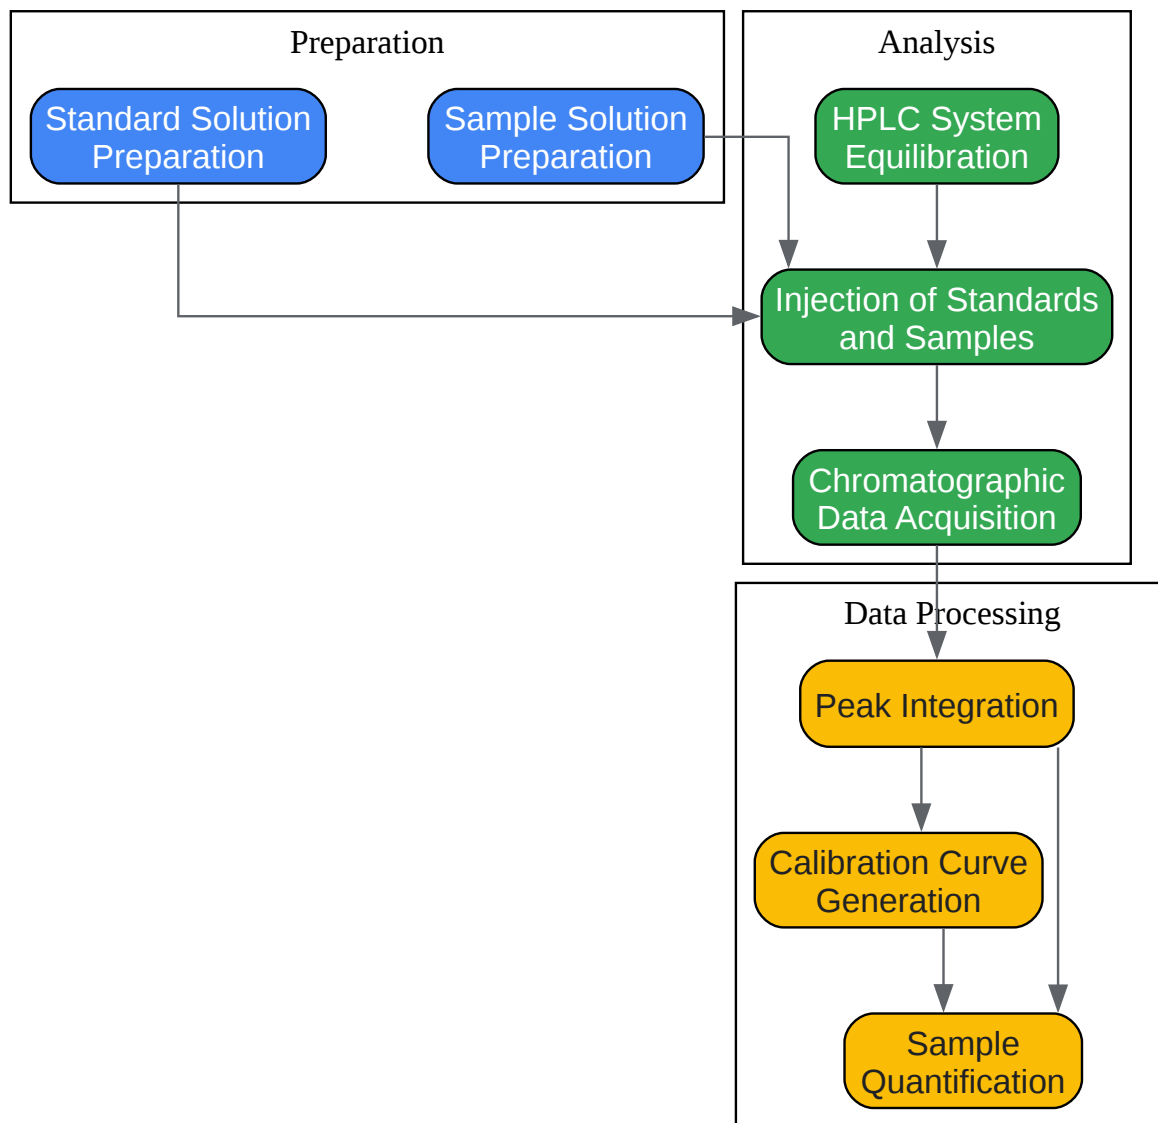 Preparation
Standard Solution
Preparation
Sample Solution
Preparation
Analysis
HPLC System
Equilibration
Injection of Standards
and Samples
Chromatographic
Data Acquisition
Data Processing
Peak Integration
Calibration Curve
Generation
Sample
Quantification